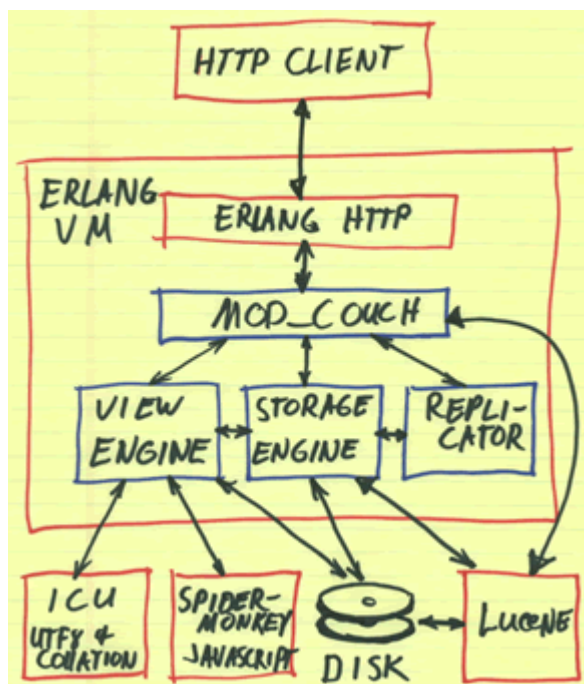 HTTP CLIENT
ERLANG
VM
ERLANG HTTP
MOD_COUCH
VIEW
ENGINE
STORAGE
ENGINE
REPLI-
CATOR
ICU
UTF8 &
COLLATION
SPIDER-
MONKEY
JAVASCRIPT
DISK
LUCENE